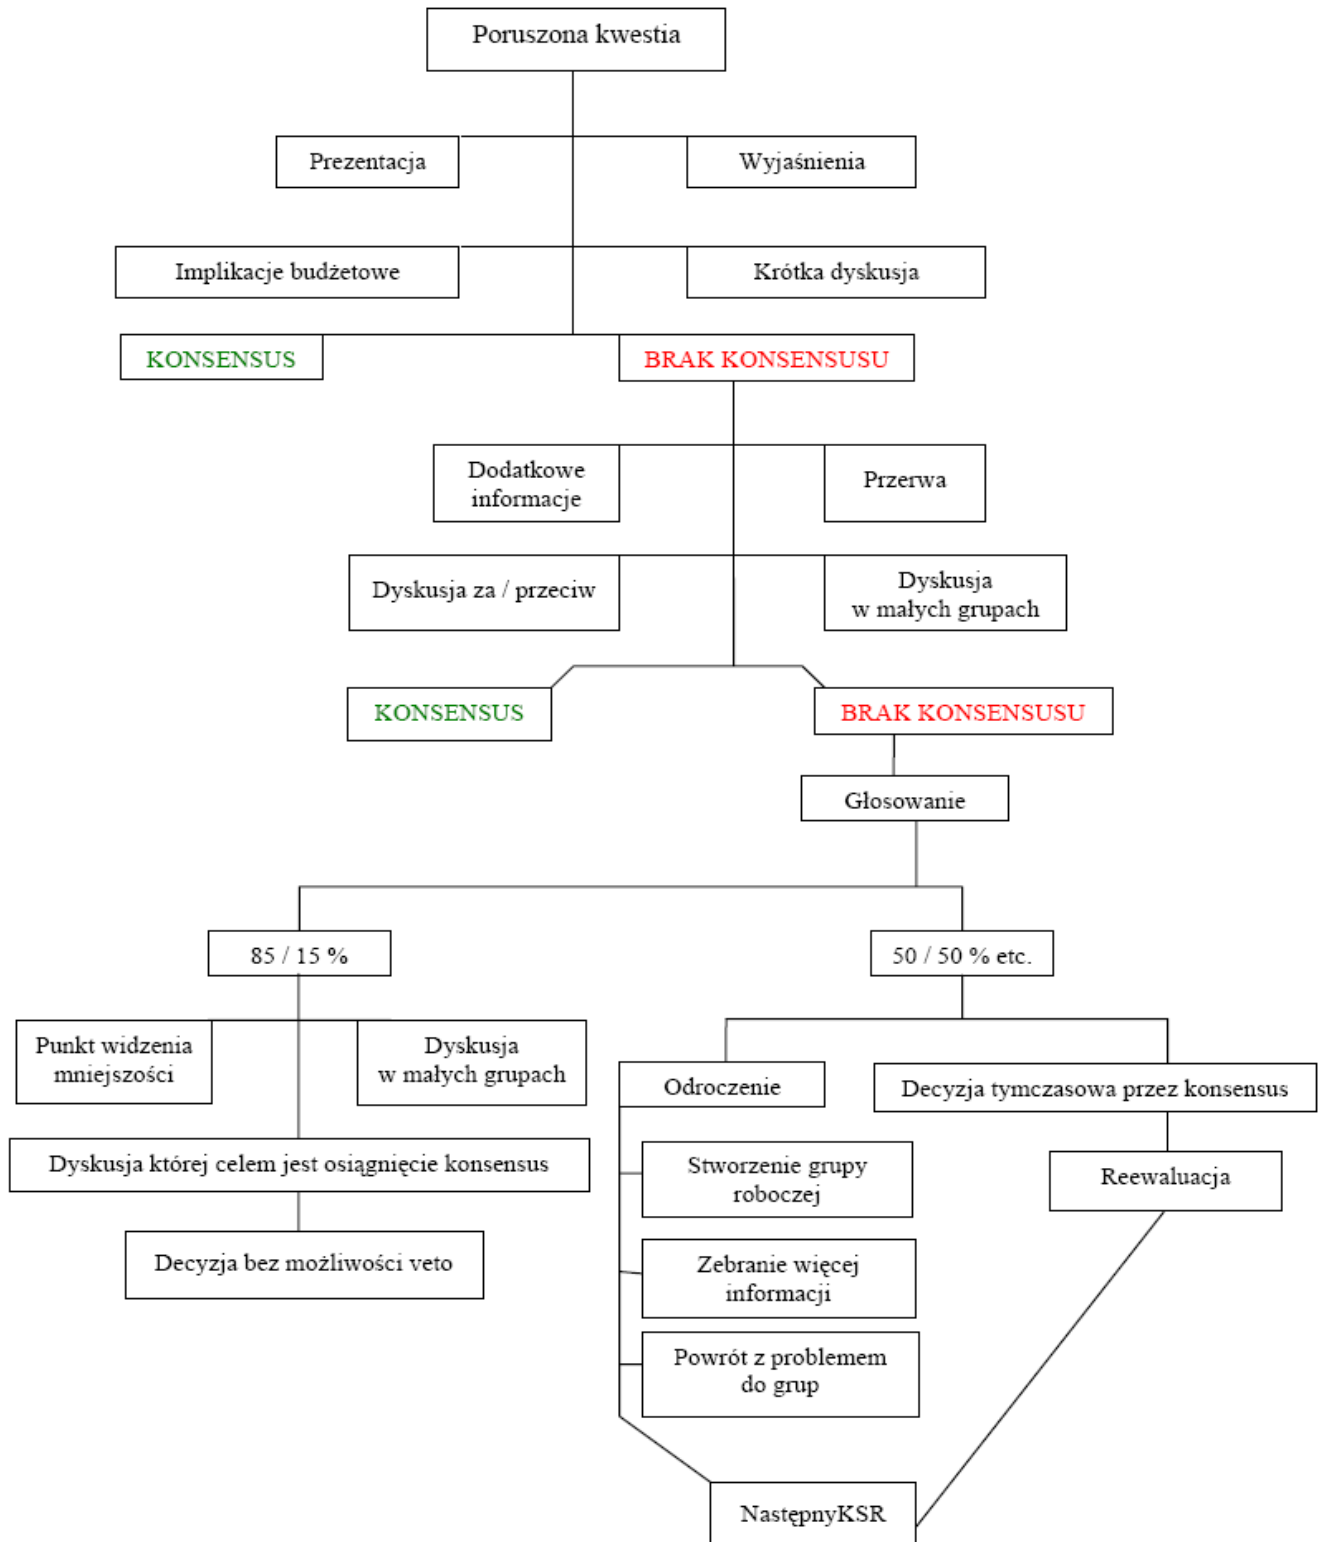 Poruszona kwestia
Prezentacja
Wyjaśnienia
Implikacje budżetowe
Krótka dyskusja
KONSENSUS
BRAK KONSENSUSU
Dodatkowe
informacje
Przerwa
Dyskusja za / przeciw
Dyskusja
w małych grupach
KONSENSUS
BRAK KONSENSUSU
Głosowanie
85 / 15 %
50 / 50 % etc.
Punkt widzenia
mniejszości
Dyskusja
w małych grupach
Odroczenie
Decyzja tymczasowa przez konsensus
Dyskusja której celem jest osiągnięcie konsensus
Stworzenie grupy
roboczej
Reewaluacja
Decyzja bez możliwości veto
Zebranie więcej
informacji
Powrót z problemem
do grup
NastępnyKSR